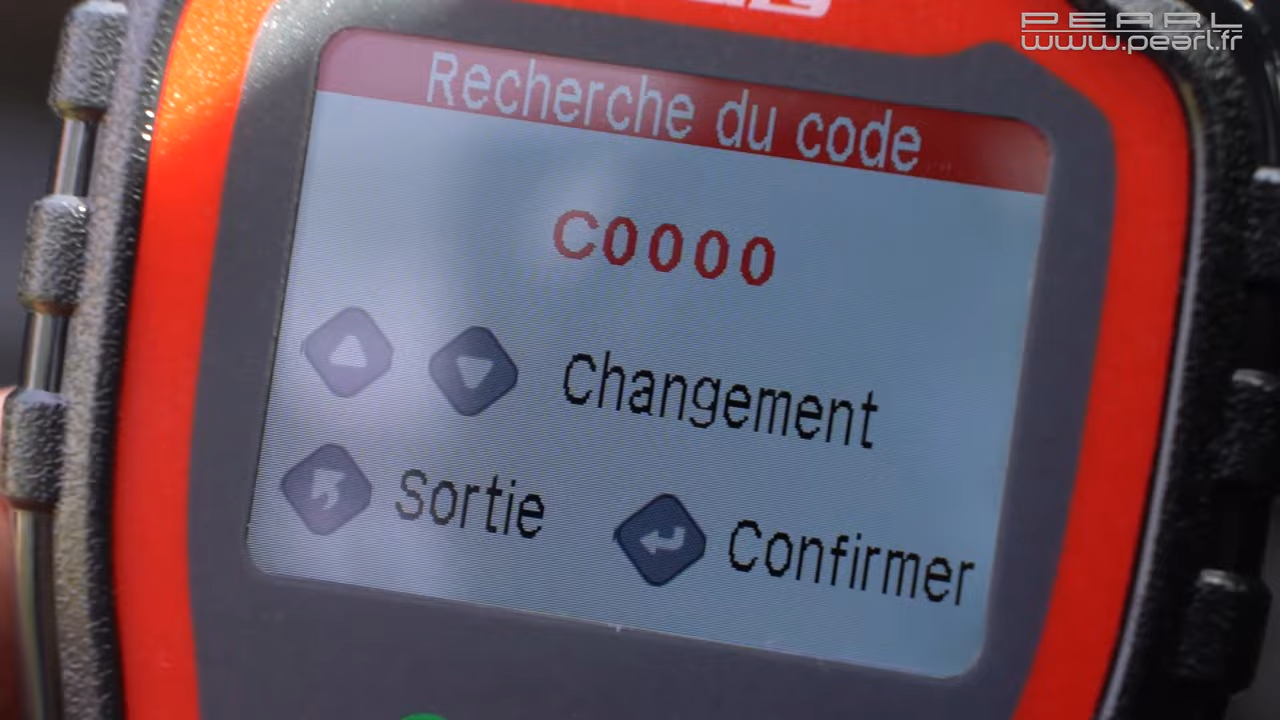 PEARL
www.pearl.fr
Recherche du code
C0000
Changement
Sortie
Confirmer